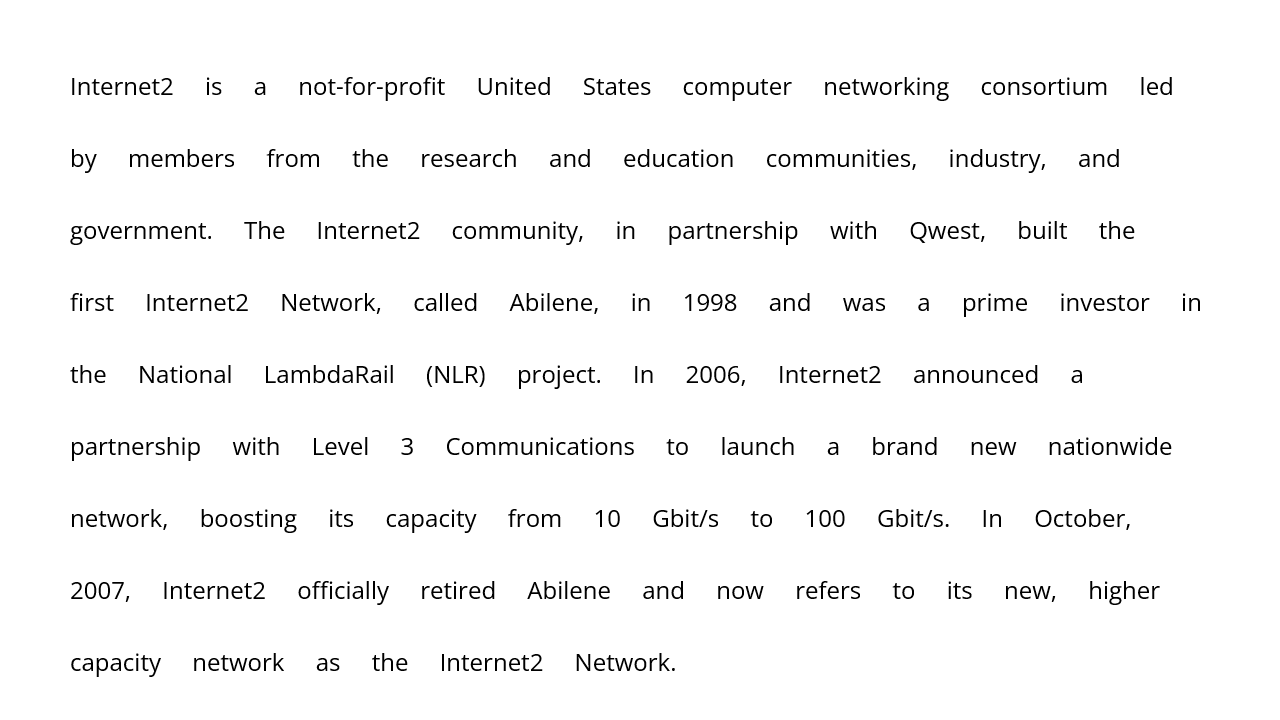 Internet2 is a not-for-profit United States computer networking consortium led
by members from the research and education communities, industry, and
government. The Internet2 community, in partnership with Qwest, built the
first Internet2 Network, called Abilene, in 1998 and was a prime investor in
the National LambdaRail (NLR) project. In 2006, Internet2 announced a
partnership with Level 3 Communications to launch a brand new nationwide
network, boosting its capacity from 10 Gbit/s to 100 Gbit/s. In October,
2007, Internet2 officially retired Abilene and now refers to its new, higher
capacity network as the Internet2 Network.